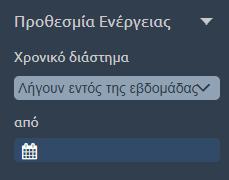 Προθεσμία Ενέργειας
Χρονικό διάστημα
Λήγουν εντός της εβδομάδας
από